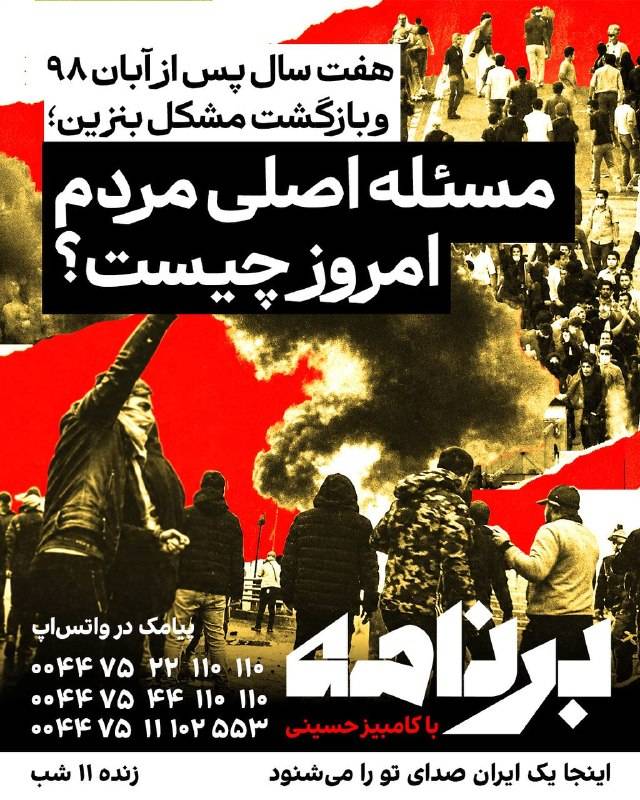 هفت سال پس از آبان ۹۸
و بازگشت مشکل بنزین؛
مسئله اصلی مردم
امروز چیست؟
پیامک در واتس‌اپ
۰۰۴۴ ۷۵ ۲۲ ۱۱۰ ۱۱۰
۰۰۴۴ ۷۵ ۴۴ ۱۱۰ ۱۱۰
۰۰۴۴ ۷۵ ۱۱ ۱۰۲ ۵۵۳
برنامه
با کامبیز حسینی
اینجا یک ایران صدای تو را می‌شنود
زنده ۱۱ شب